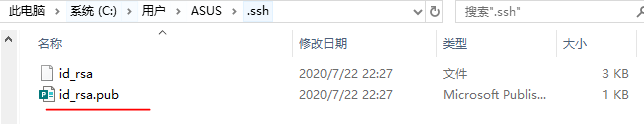 此电脑 > 系统 (C:) > 用户 > ASUS > .ssh
搜索".ssh"
名称 修改日期 类型 大小
id_rsa 2020/7/22 22:27 文件 3 KB
id_rsa.pub 2020/7/22 22:27 Microsoft Publis... 1 KB